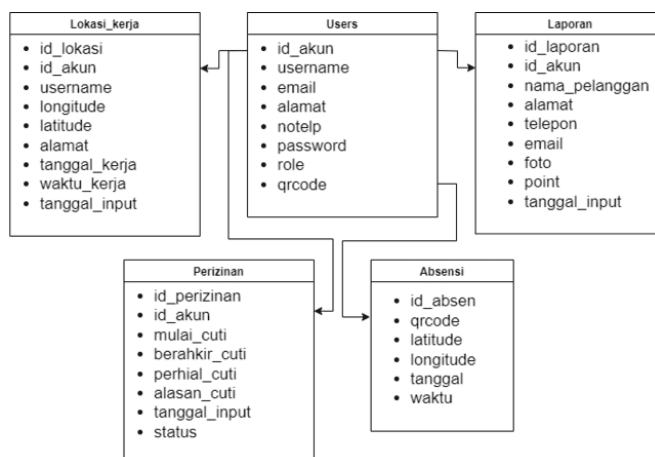 Lokasi_kerja
id_lokasi
id_akun
username
longitude
latitude
alamat
tanggal_kerja
waktu_kerja
tanggal_input
Users
id_akun
username
email
alamat
notelp
password
role
qrcode
Laporan
id_laporan
id_akun
nama_pelanggan
alamat
telepon
email
foto
point
tanggal_input
Perizinan
id_perizinan
id_akun
mulai_cuti
berahkir_cuti
perhial_cuti
alasan_cuti
tanggal_input
status
Absensi
id_absen
qrcode
latitude
longitude
tanggal
waktu